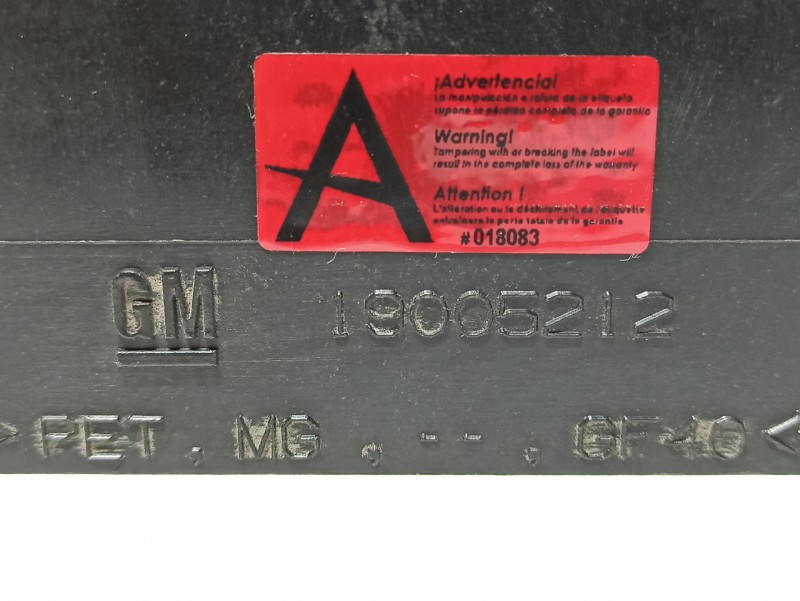 A
¡Advertencia!
La manipulación o rotura de la etiqueta
supone la pérdida completa de la garantía
Warning!
Tampering with or breaking the label will
result in the complete loss of the warranty
Attention !
L'altération ou le déchirement de l'étiquette
entraînera la perte totale de la garantie
#018083
GM 19005212
>PET, MG, --, GF40<